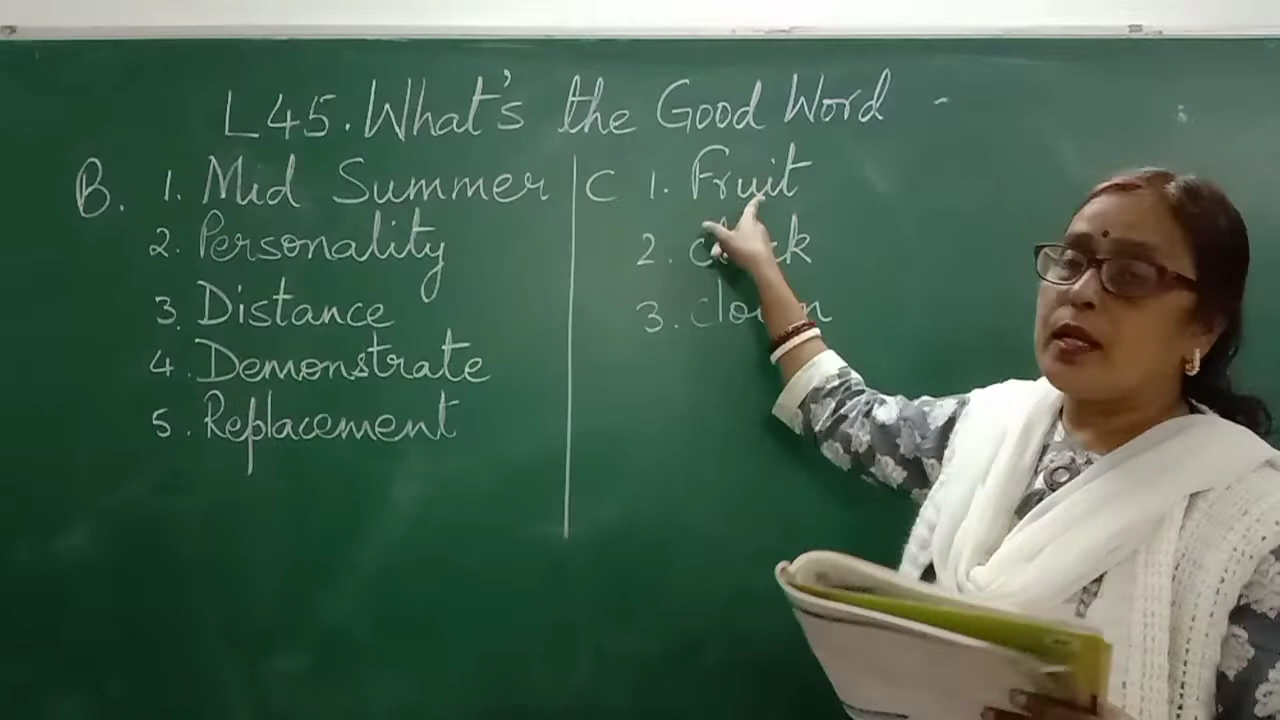 L45. What's the Good Word -
B. 1. Mid Summer
2. Personality
3. Distance
4. Demonstrate
5. Replacement
C 1. Fruit
2.
3.